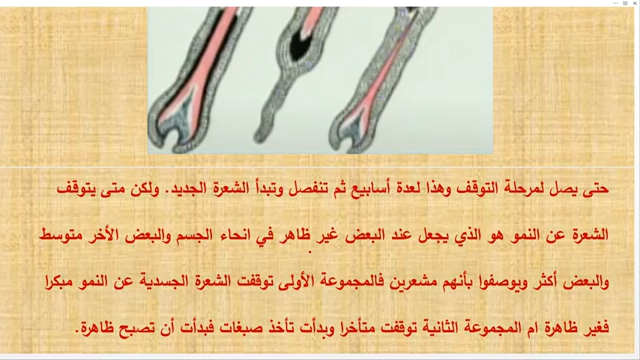 حتى يصل لمرحلة التوقف وهذا لعدة أسابيع ثم تنفصل وتبدأ الشعرة الجديد. ولكن متى يتوقف
الشعرة عن النمو هو الذي يجعل عند البعض غير ظاهر في انحاء الجسم والبعض الأخر متوسط
والبعض أكثر ويوصفوا بأنهم مشعرين فالمجموعة الأولى توقفت الشعرة الجسدية عن النمو مبكرا
فغير ظاهرة ام المجموعة الثانية توقفت متأخرا وبدأت تأخذ صبغات فبدأت أن تصبح ظاهرة.